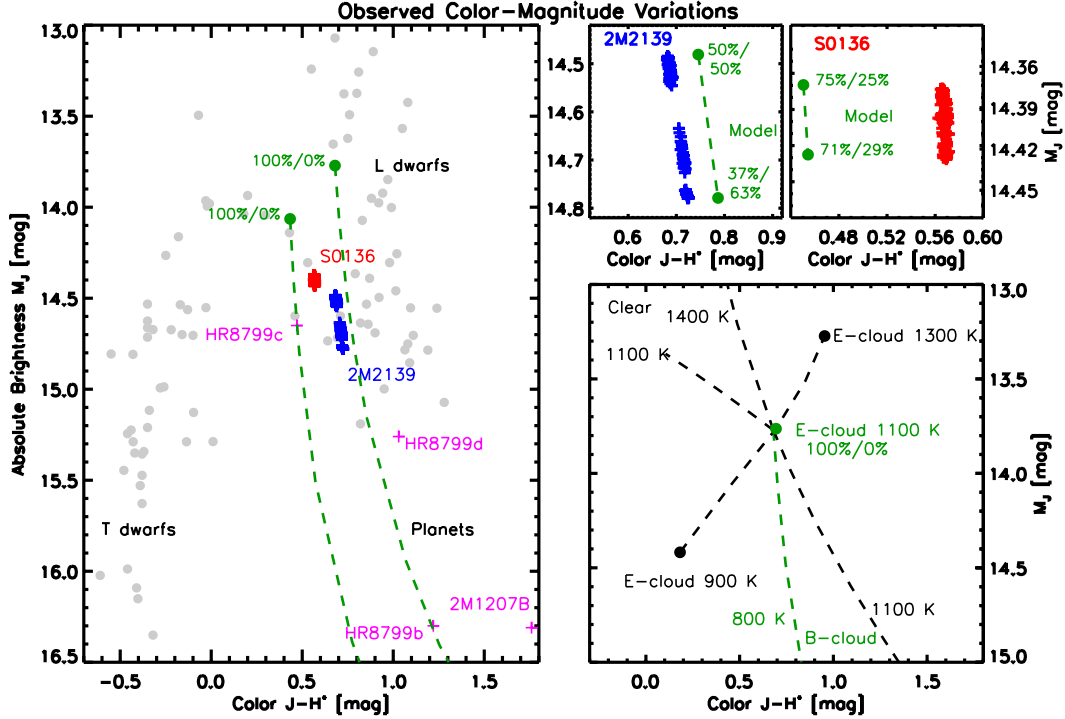 Observed Color-Magnitude Variations
13.0
13.5
14.0
14.5
15.0
15.5
16.0
16.5
Absolute Brightness M_J [mag]
-0.5 0.0 0.5 1.0 1.5
Color J-H* [mag]
100%/0%
L dwarfs
100%/0%
S0136
HR8799c
2M2139
HR8799d
T dwarfs
Planets
2M1207B
HR8799b
14.5
14.6
14.7
14.8
2M2139
50%/
50%
Model
37%/
63%
0.6 0.7 0.8 0.9
Color J-H* [mag]
S0136
75%/25%
Model
71%/29%
14.36
14.39
14.42
14.45
M_J [mag]
0.48 0.52 0.56 0.60
Color J-H* [mag]
Clear
1400 K
1100 K
E-cloud 1300 K
E-cloud 1100 K
100%/0%
E-cloud 900 K
800 K
1100 K
B-cloud
13.0
13.5
14.0
14.5
15.0
M_J [mag]
0.0 0.5 1.0 1.5
Color J-H* [mag]